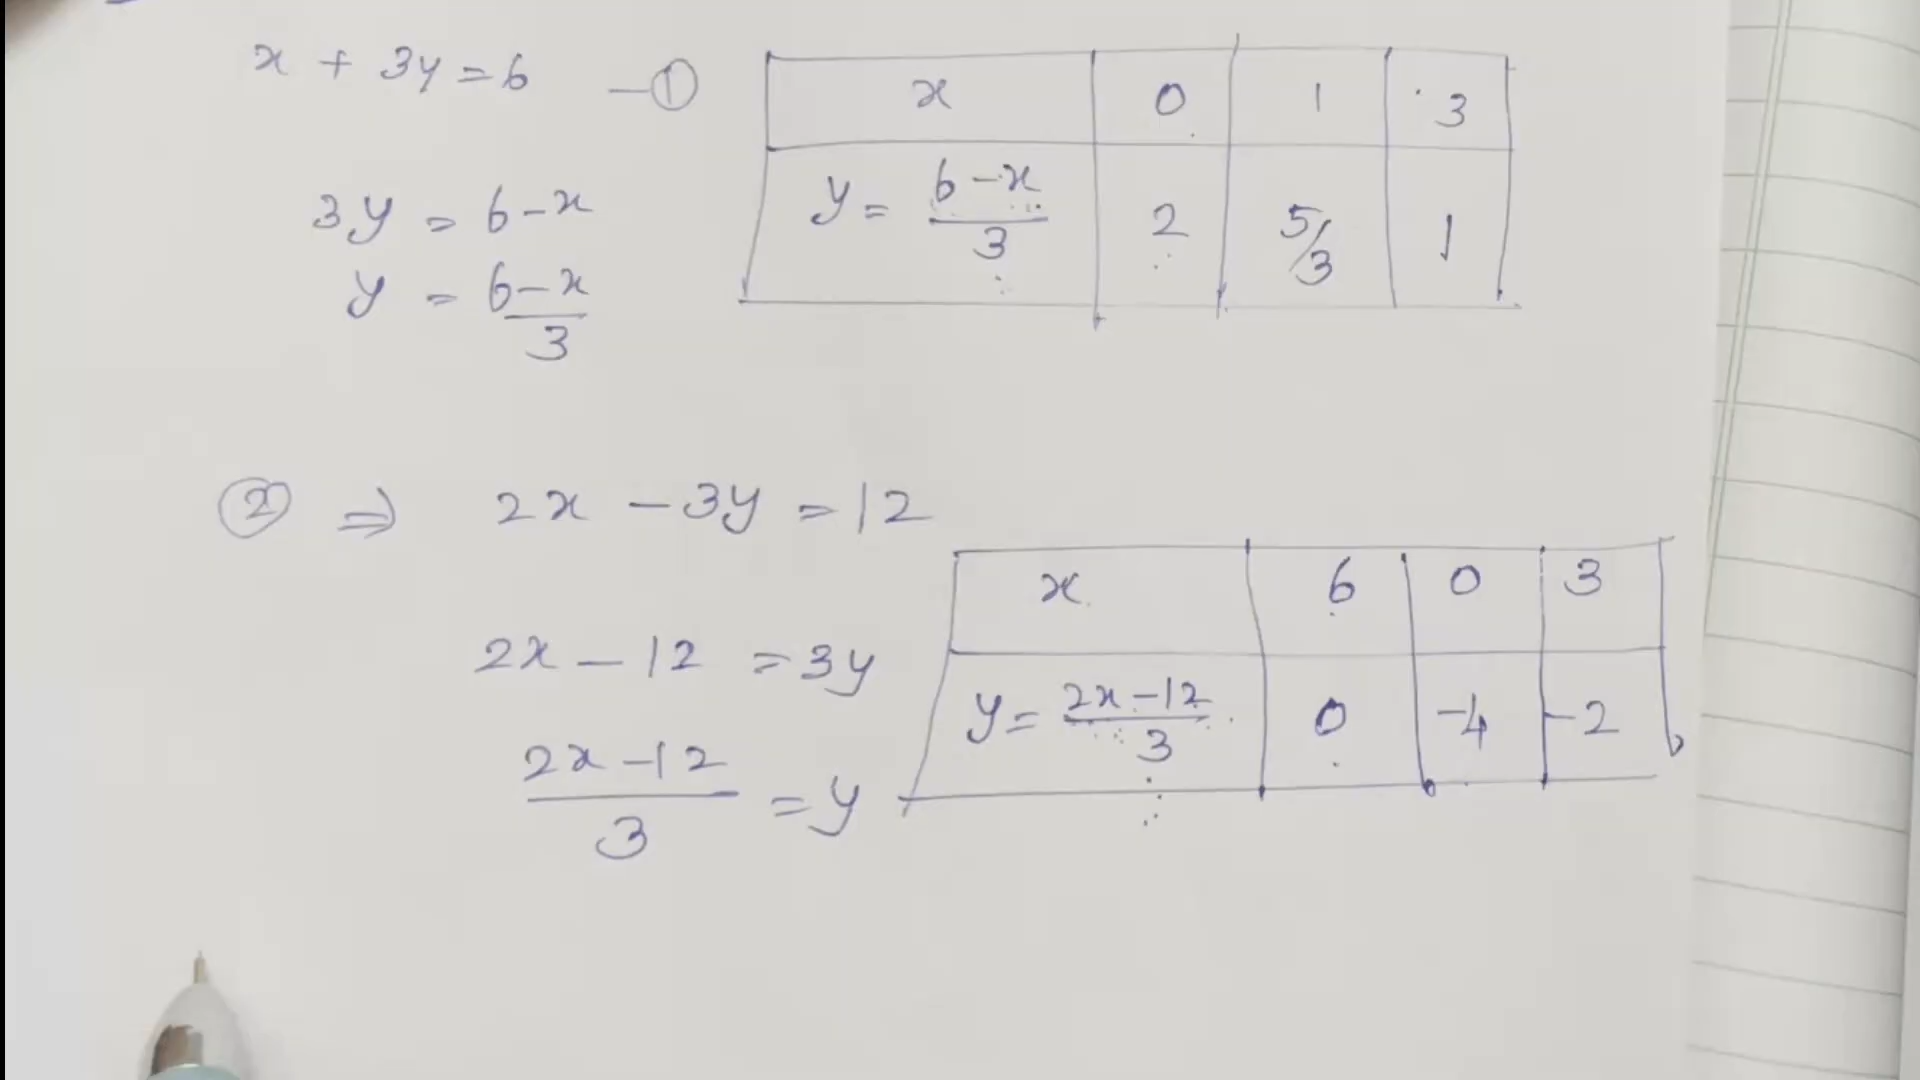 x + 3y = 6 —①
x 0 1 3
3y = 6-x
y = 6-x/3 2 5/3 1
y = 6-x/3
② ⇒ 2x - 3y = 12
x 6 0 3
2x - 12 = 3y
y = 2x-12/3 0 -4 -2
2x-12/3 = y